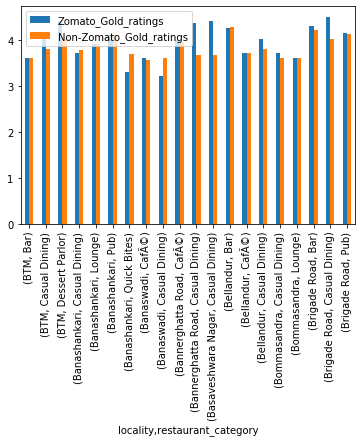 Zomato_Gold_ratings
Non-Zomato_Gold_ratings
4
3
2
1
0
(BTM, Bar)
(BTM, Casual Dining)
(BTM, Dessert Parlor)
(Banashankari, Casual Dining)
(Banashankari, Lounge)
(Banashankari, Pub)
(Banashankari, Quick Bites)
(Banaswadi, CafÃ©)
(Banaswadi, Casual Dining)
(Bannerghatta Road, CafÃ©)
(Bannerghatta Road, Casual Dining)
(Basaveshwara Nagar, Casual Dining)
(Bellandur, Bar)
(Bellandur, CafÃ©)
(Bellandur, Casual Dining)
(Bommasandra, Casual Dining)
(Bommasandra, Lounge)
(Brigade Road, Bar)
(Brigade Road, Casual Dining)
(Brigade Road, Pub)
locality,restaurant_category